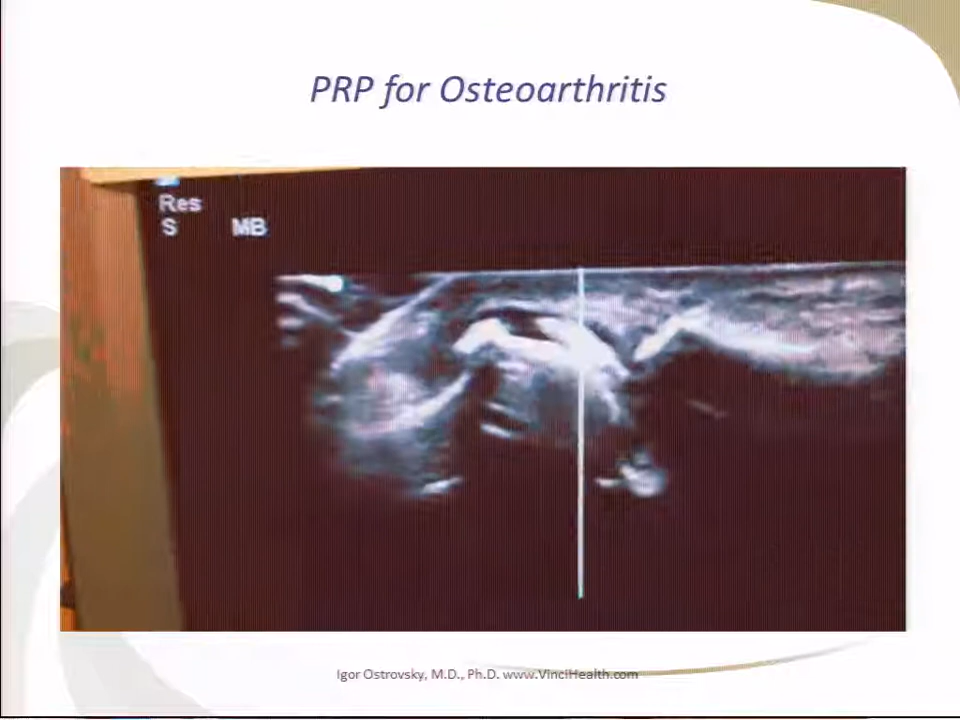 PRP for Osteoarthritis
Res
S MB
Igor Ostrovsky, M.D., Ph.D. www.VinciHealth.com